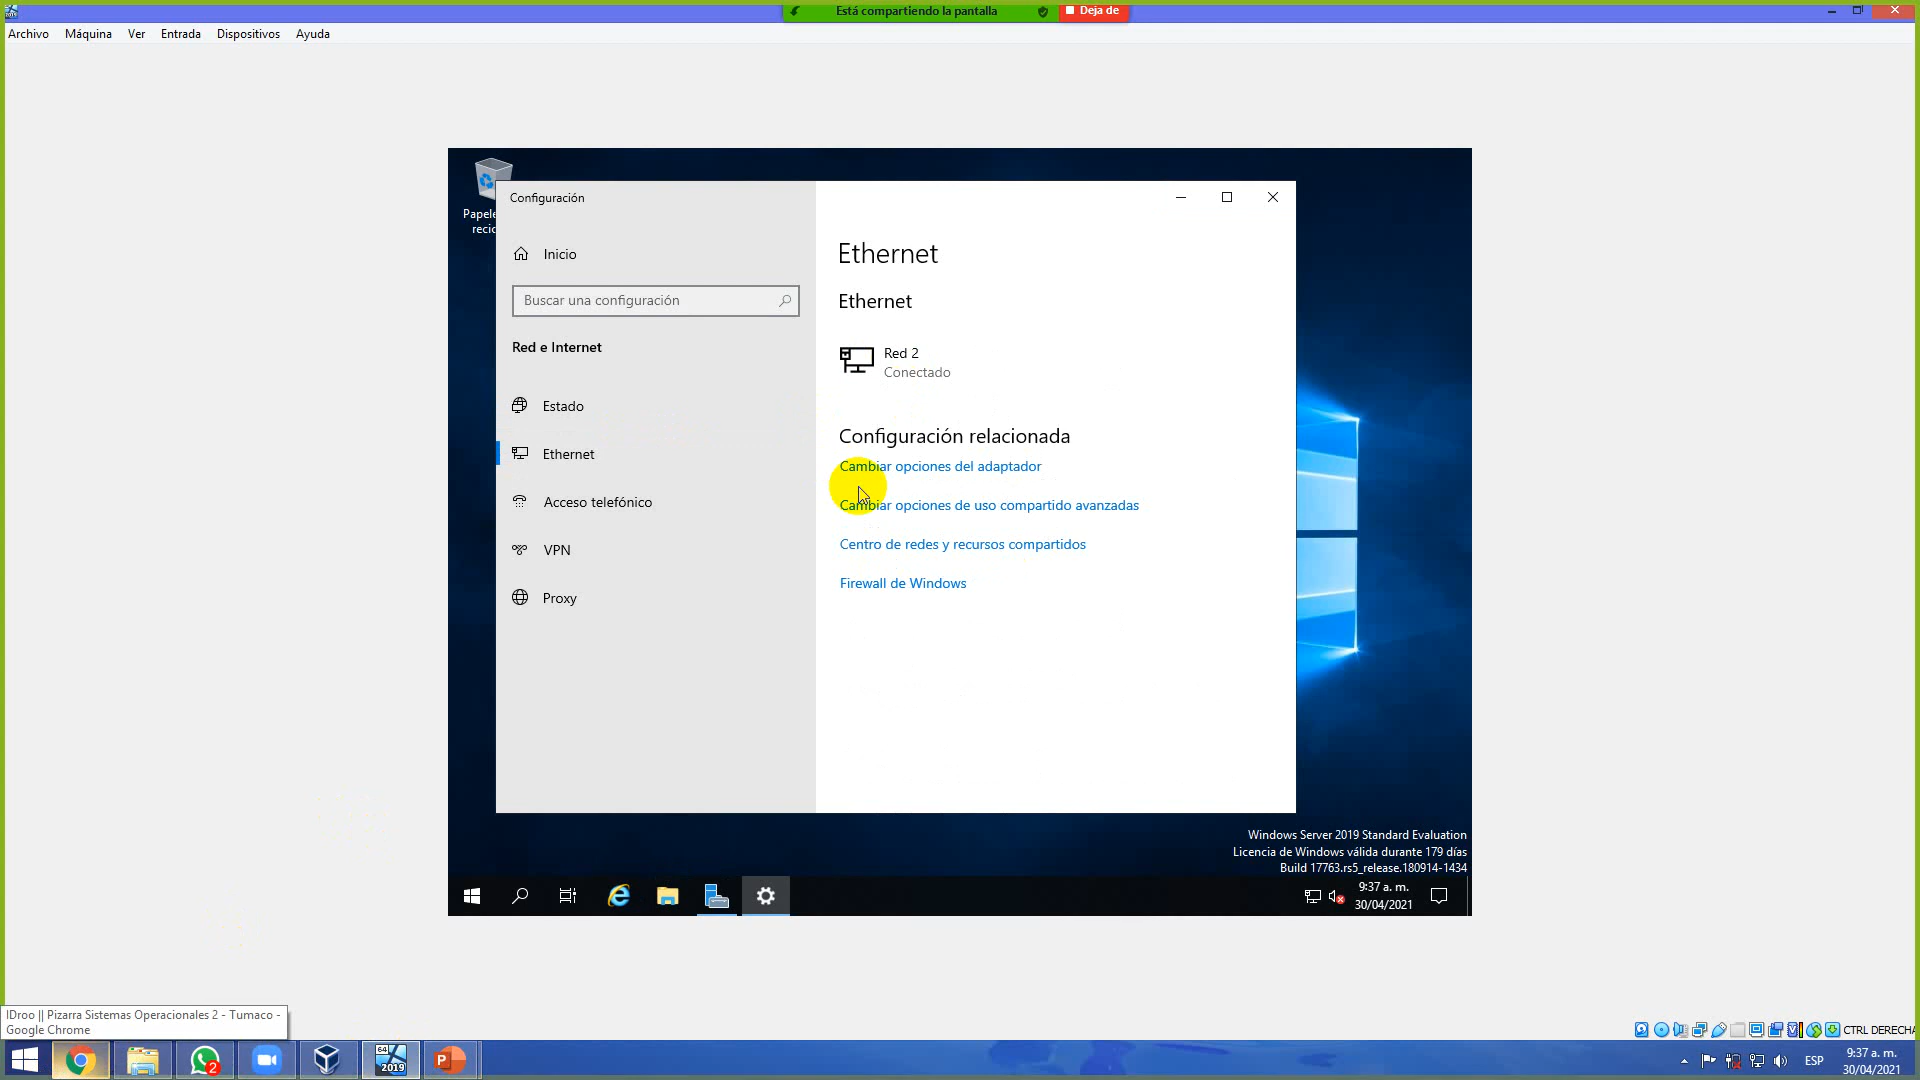 Está compartiendo la pantalla
Deja de
Archivo Máquina Ver Entrada Dispositivos Ayuda
Configuración
Inicio
Buscar una configuración
Red e Internet
Estado
Ethernet
Acceso telefónico
VPN
Proxy
Ethernet
Ethernet
Red 2
Conectado
Configuración relacionada
Cambiar opciones del adaptador
Cambiar opciones de uso compartido avanzadas
Centro de redes y recursos compartidos
Firewall de Windows
Windows Server 2019 Standard Evaluation
Licencia de Windows válida durante 179 días
Build 17763.rs5_release.180914-1434
9:37 a. m.
30/04/2021
IDroo || Pizarra Sistemas Operacionales 2 - Tumaco -
Google Chrome
CTRL DERECHA
2
64
2019
P
ESP
9:37 a. m.
30/04/2021